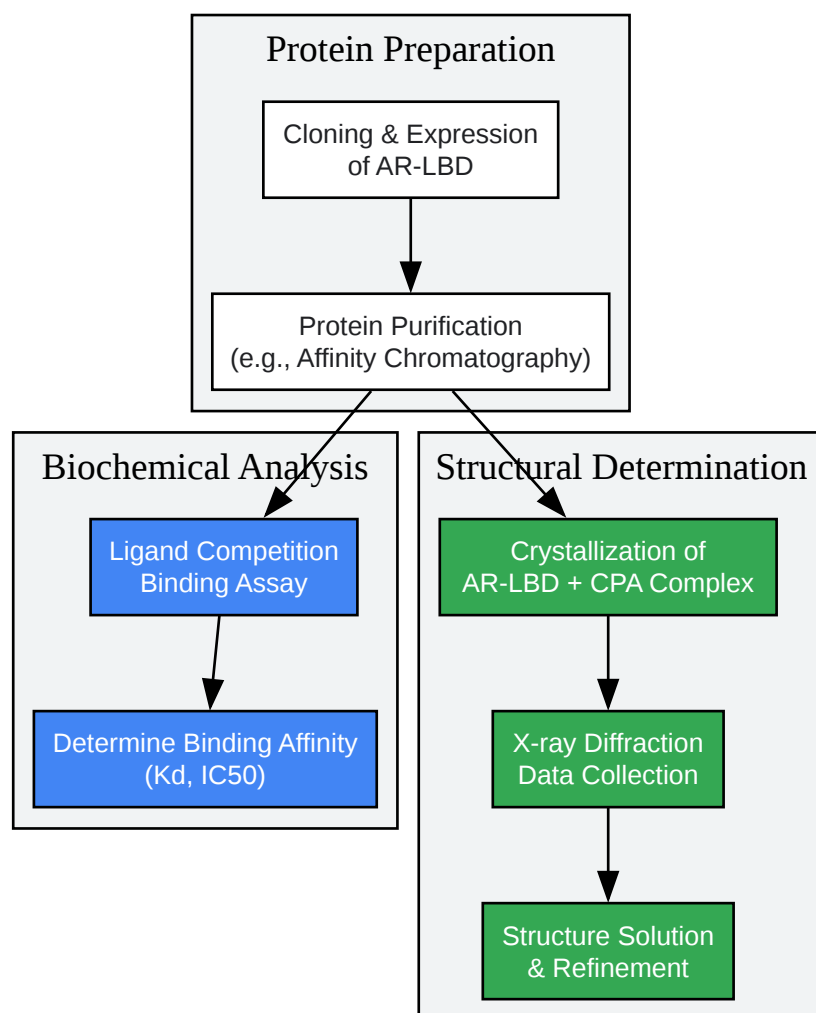 Protein Preparation
Cloning & Expression
of AR-LBD
Protein Purification
(e.g., Affinity Chromatography)
Biochemical Analysis
Ligand Competition
Binding Assay
Determine Binding Affinity
(Kd, IC50)
Structural Determination
Crystallization of
AR-LBD + CPA Complex
X-ray Diffraction
Data Collection
Structure Solution
& Refinement